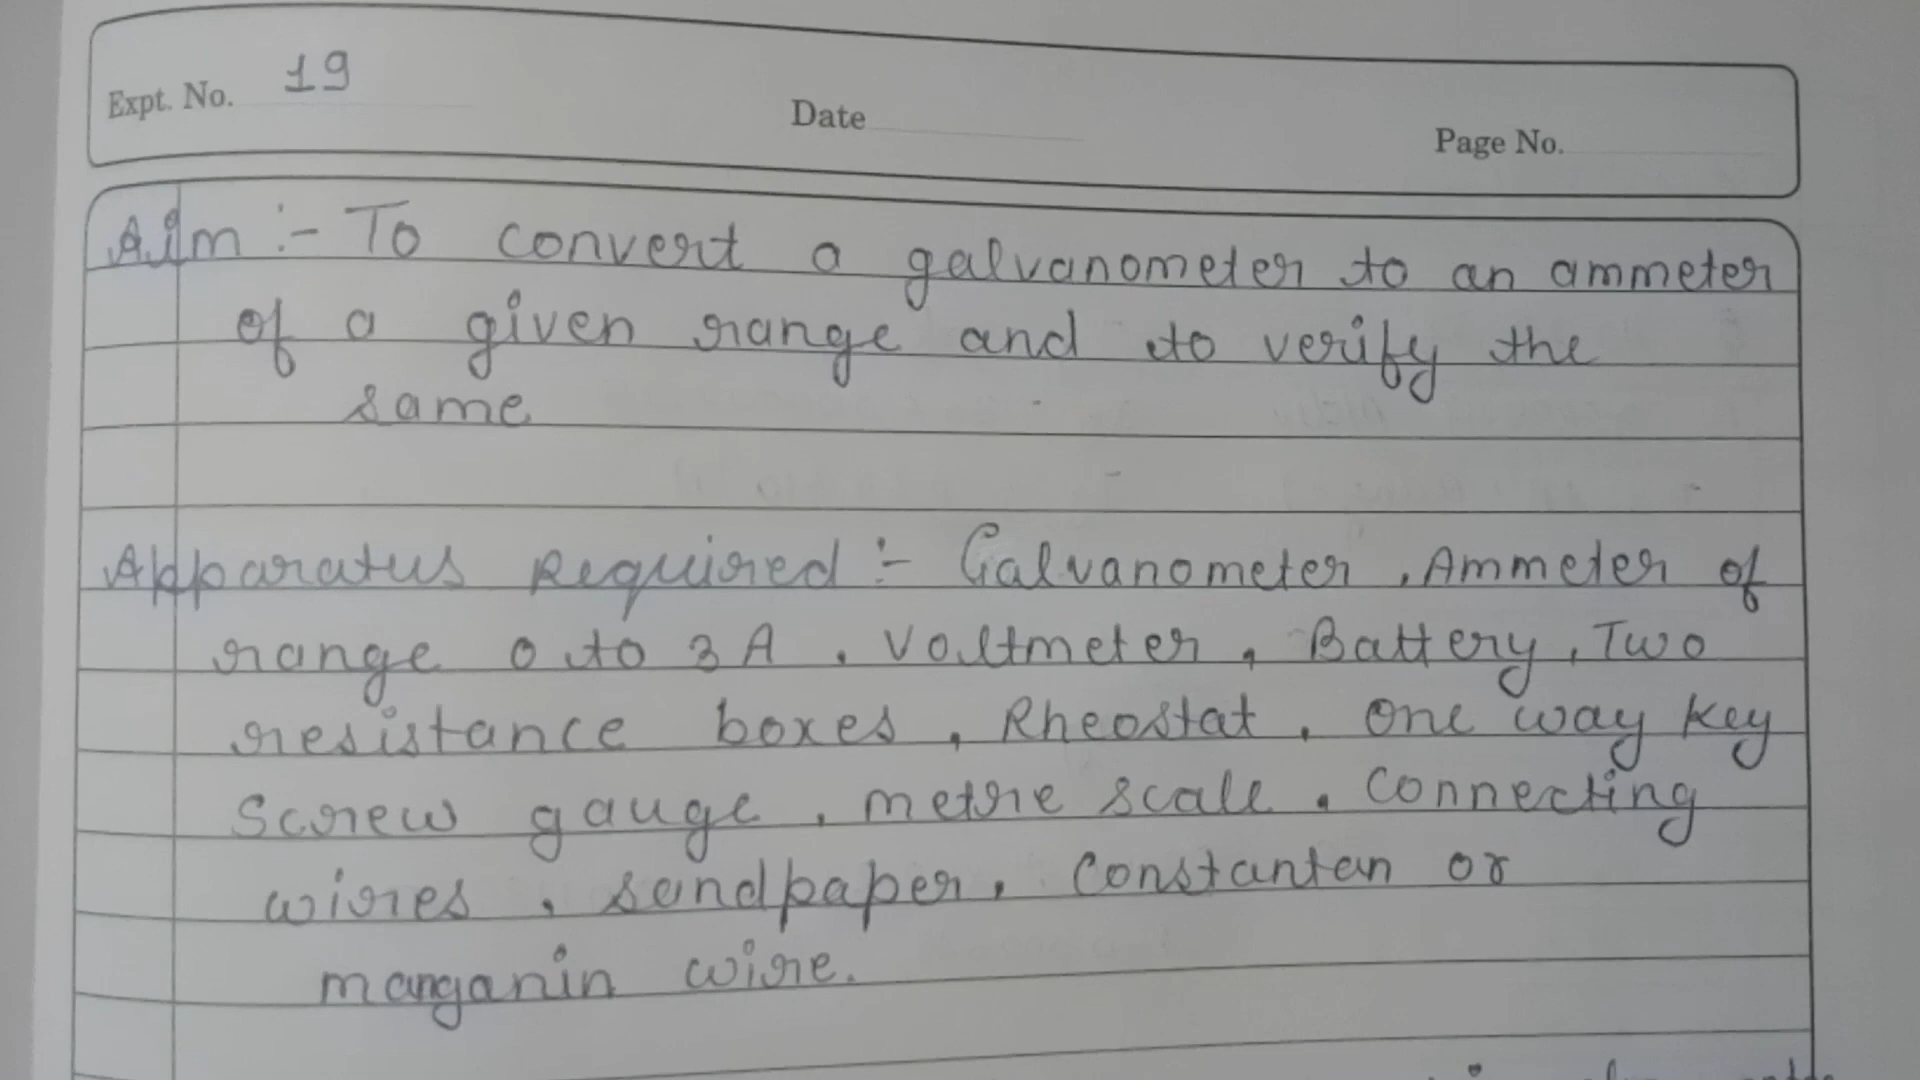 Expt. No. 19
Date
Page No.
Aim :- To convert a galvanometer to an ammeter
of a given range and to verify the
same
Apparatus Required :- Galvanometer, Ammeter of
range 0 to 3 A, Voltmeter, Battery, Two
resistance boxes, Rheostat, One way key
Screw gauge, metre scale, Connecting
wires, sandpaper, Constantan or
manganin wire.